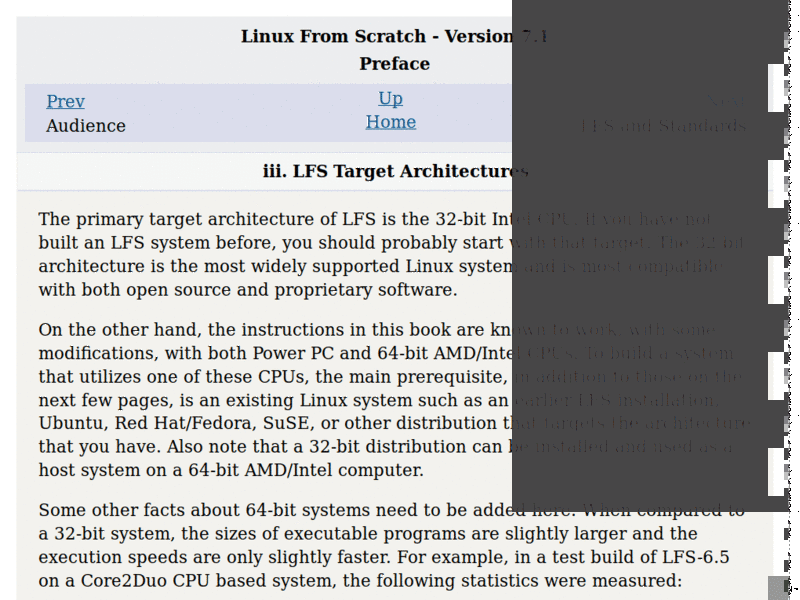 Linux From Scratch - Version 7.1
Preface
Prev Up Next
Audience Home LFS and Standards
iii. LFS Target Architectures
The primary target architecture of LFS is the 32-bit Intel CPU. If you have not
built an LFS system before, you should probably start with that target. The 32-bit
architecture is the most widely supported Linux system and is most compatible
with both open source and proprietary software.
On the other hand, the instructions in this book are known to work, with some
modifications, with both Power PC and 64-bit AMD/Intel CPUs. To build a system
that utilizes one of these CPUs, the main prerequisite, in addition to those on the
next few pages, is an existing Linux system such as an earlier LFS installation,
Ubuntu, Red Hat/Fedora, SuSE, or other distribution that targets the architecture
that you have. Also note that a 32-bit distribution can be installed and used as a
host system on a 64-bit AMD/Intel computer.
Some other facts about 64-bit systems need to be added here. When compared to
a 32-bit system, the sizes of executable programs are slightly larger and the
execution speeds are only slightly faster. For example, in a test build of LFS-6.5
on a Core2Duo CPU based system, the following statistics were measured: